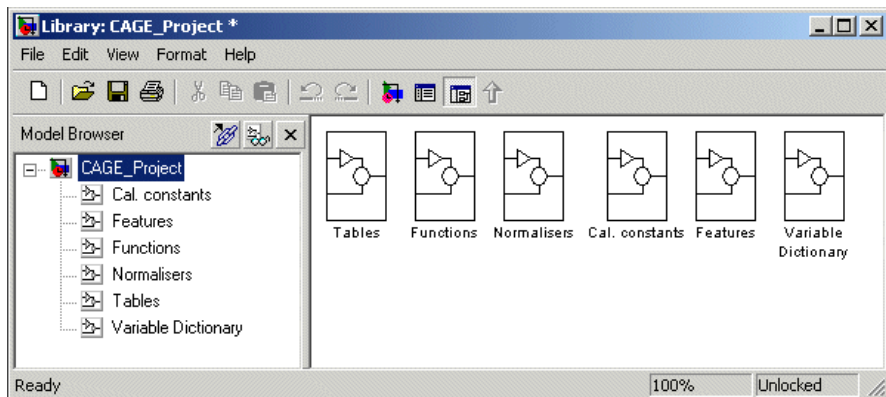 Library: CAGE_Project *
File Edit View Format Help
Model Browser
CAGE_Project
Cal. constants
Features
Functions
Normalisers
Tables
Variable Dictionary
Tables Functions Normalisers Cal. constants Features Variable
Dictionary
Ready 100% Unlocked